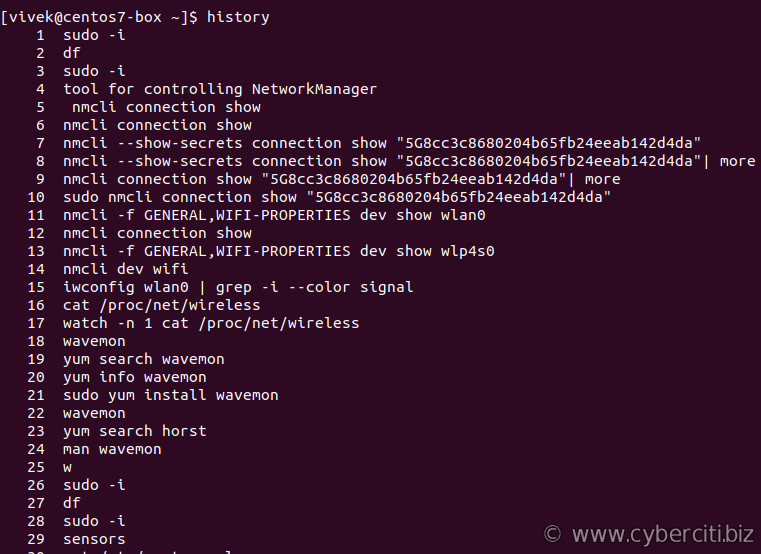 [vivek@centos7-box ~]$ history
1 sudo -i
2 df
3 sudo -i
4 tool for controlling NetworkManager
5 nmcli connection show
6 nmcli connection show
7 nmcli --show-secrets connection show "5G8cc3c8680204b65fb24eeab142d4da"
8 nmcli --show-secrets connection show "5G8cc3c8680204b65fb24eeab142d4da"| more
9 nmcli connection show "5G8cc3c8680204b65fb24eeab142d4da"| more
10 sudo nmcli connection show "5G8cc3c8680204b65fb24eeab142d4da"
11 nmcli -f GENERAL,WIFI-PROPERTIES dev show wlan0
12 nmcli connection show
13 nmcli -f GENERAL,WIFI-PROPERTIES dev show wlp4s0
14 nmcli dev wifi
15 iwconfig wlan0 | grep -i --color signal
16 cat /proc/net/wireless
17 watch -n 1 cat /proc/net/wireless
18 wavemon
19 yum search wavemon
20 yum info wavemon
21 sudo yum install wavemon
22 wavemon
23 yum search horst
24 man wavemon
25 w
26 sudo -i
27 df
28 sudo -i
29 sensors
© www.cyberciti.biz